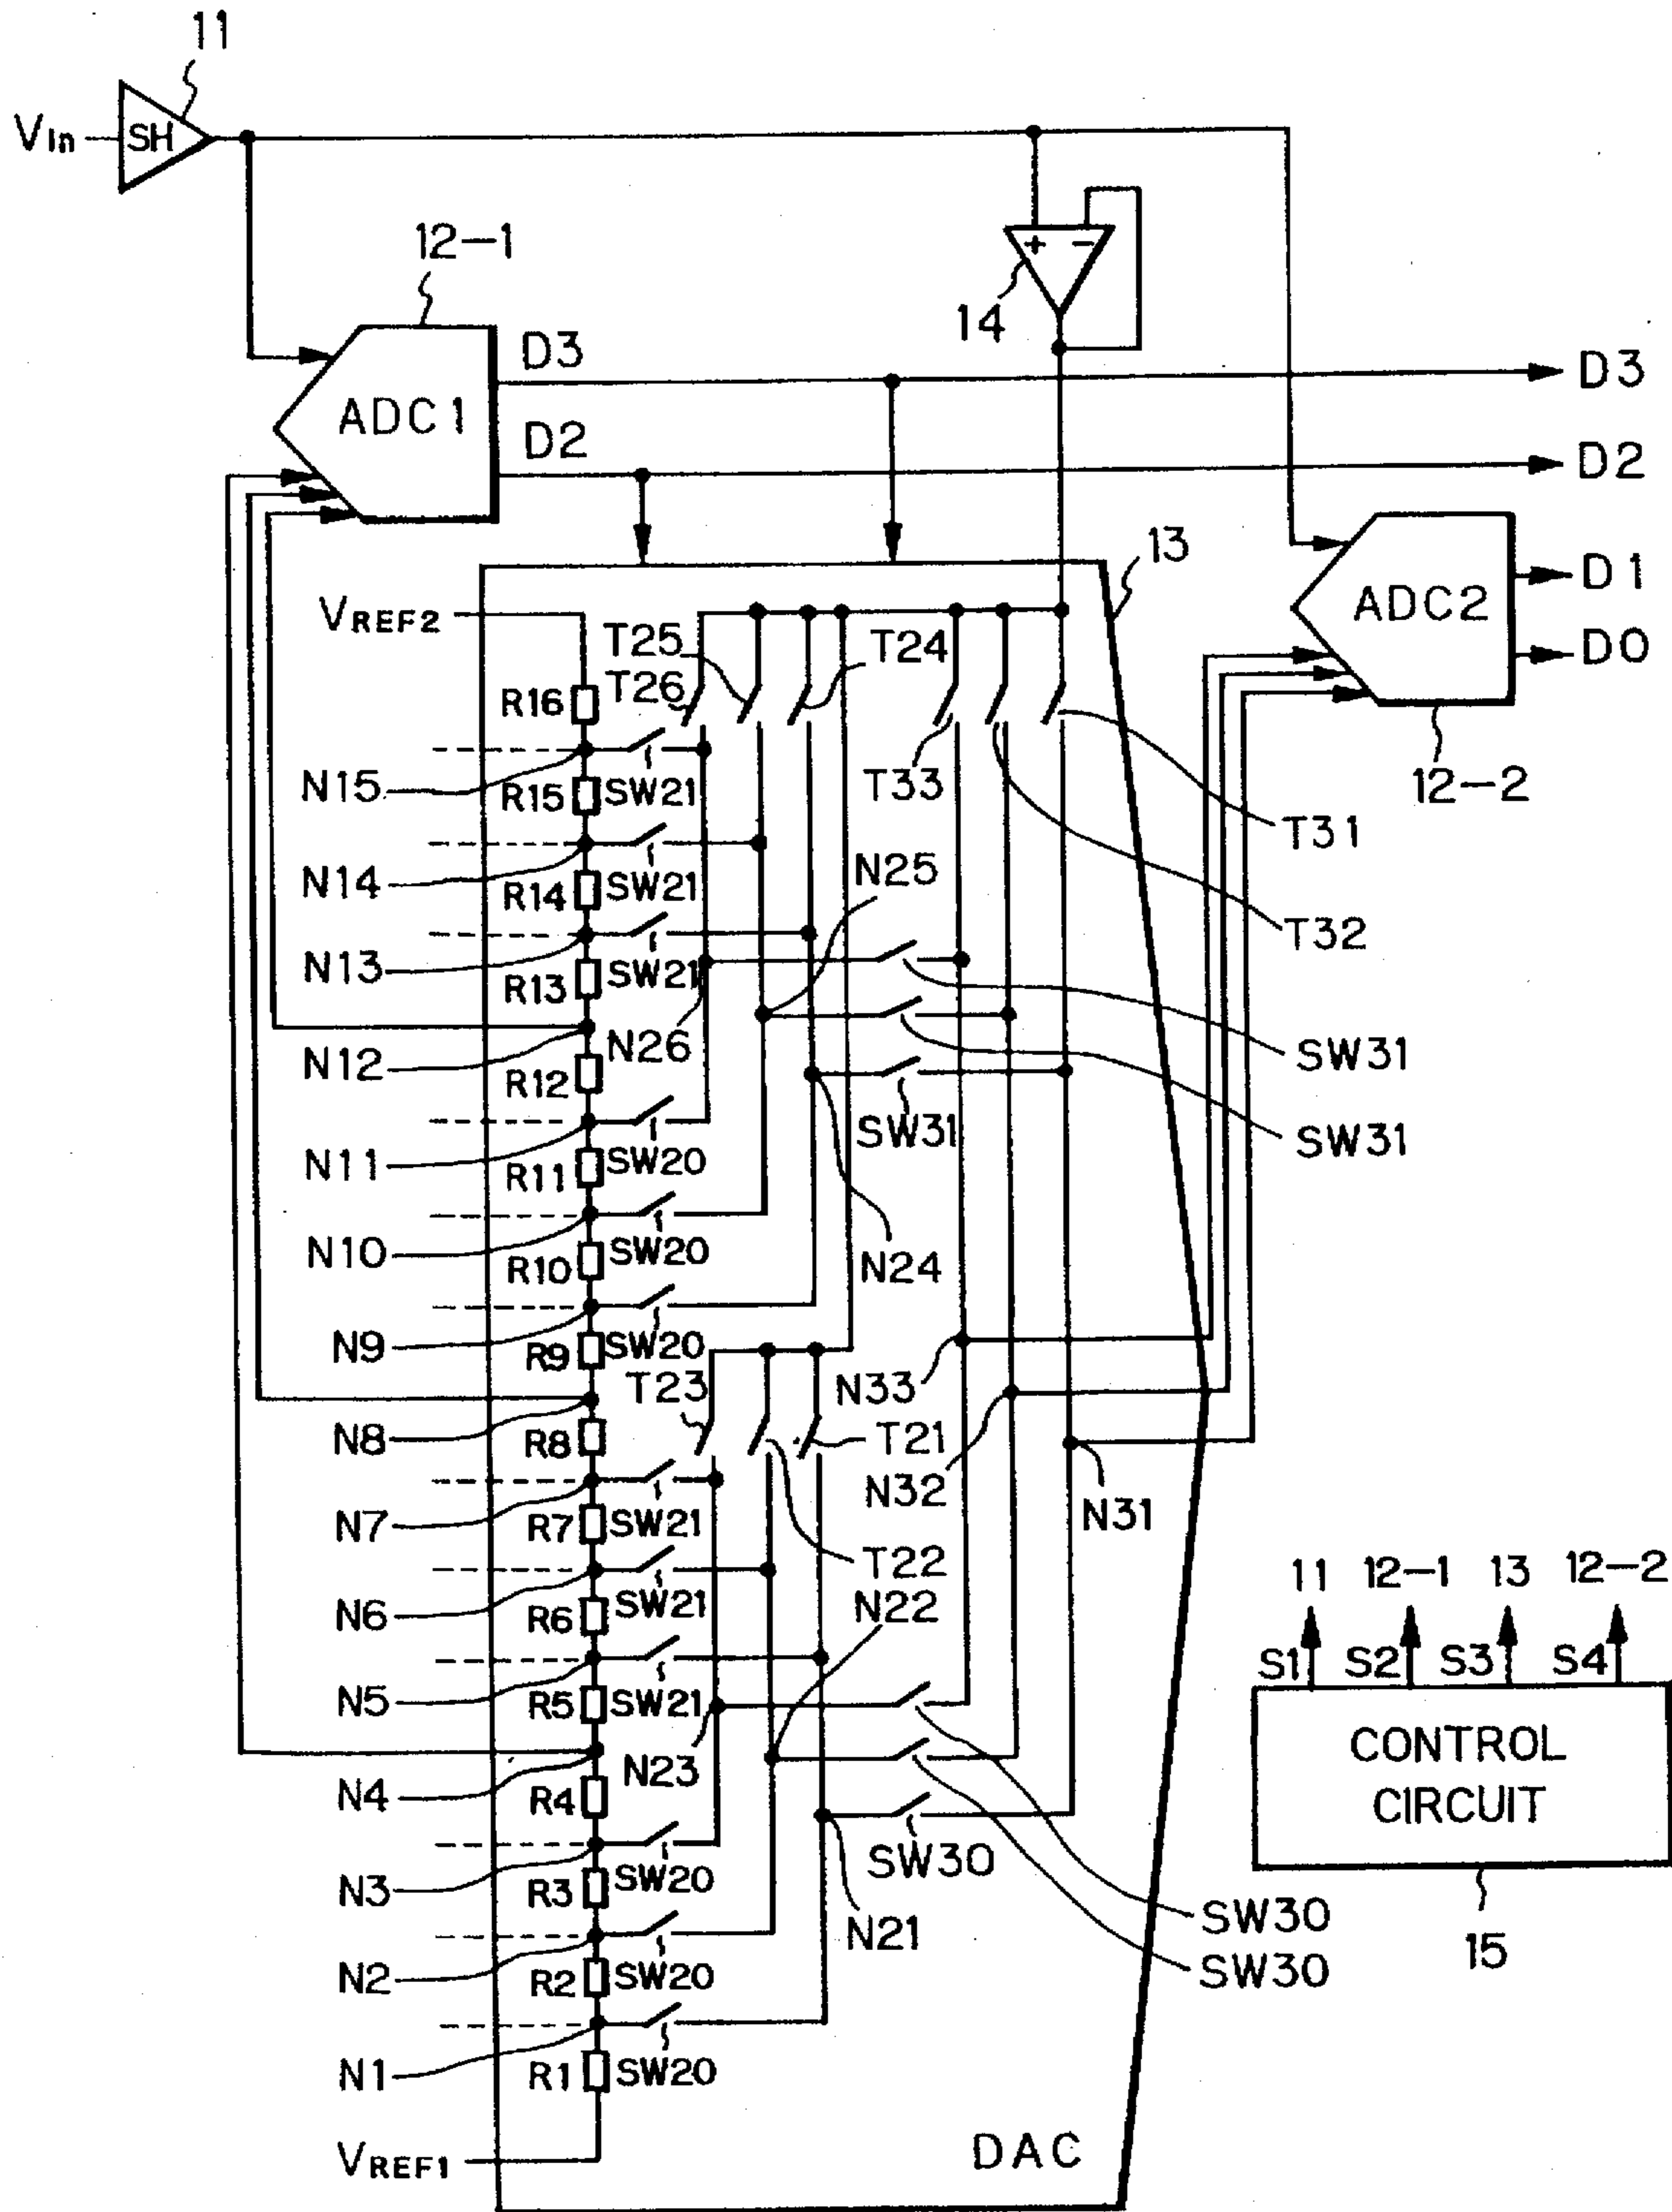 11
VIn
SH
12-1
14
D3
D3
ADC1
D2
D2
13
D1
ADC2
D0
VREF2
T25
T24
T26
R16
12-2
N15
R15
SW21
T33
T31
N14
R14
SW21
N25
T32
N13
R13
SW21
N26
SW31
N12
R12
SW31
SW31
N11
R11
SW20
N10
R10
SW20
N24
N9
R9
SW20
T23
N33
N8
R8
T21
N32
N31
N7
R7
SW21
T22
N6
R6
SW21
N22
11
12-1
13
12-2
S1
S2
S3
S4
N5
R5
SW21
N23
CONTROL
CIRCUIT
N4
R4
SW30
N3
R3
SW20
N21
SW30
SW30
15
N2
R2
SW20
N1
R1
SW20
VREF1
DAC